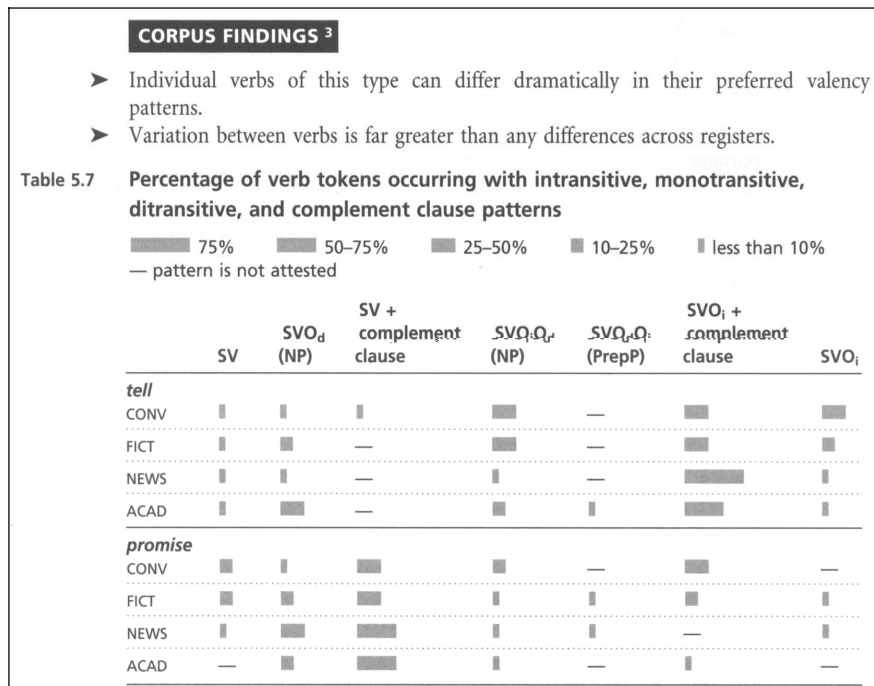 CORPUS FINDINGS 3
➤ Individual verbs of this type can differ dramatically in their preferred valency
patterns.
➤ Variation between verbs is far greater than any differences across registers.
Table 5.7 Percentage of verb tokens occurring with intransitive, monotransitive,
ditransitive, and complement clause patterns
75% 50–75% 25–50% 10–25% less than 10%
— pattern is not attested
SV + SVOi +
SVOd complement SVOiOd SVOdOi complement
SV (NP) clause (NP) (PrepP) clause SVOi
tell
CONV —
FICT — —
NEWS — —
ACAD —
promise
CONV — —
FICT
NEWS —
ACAD — — —